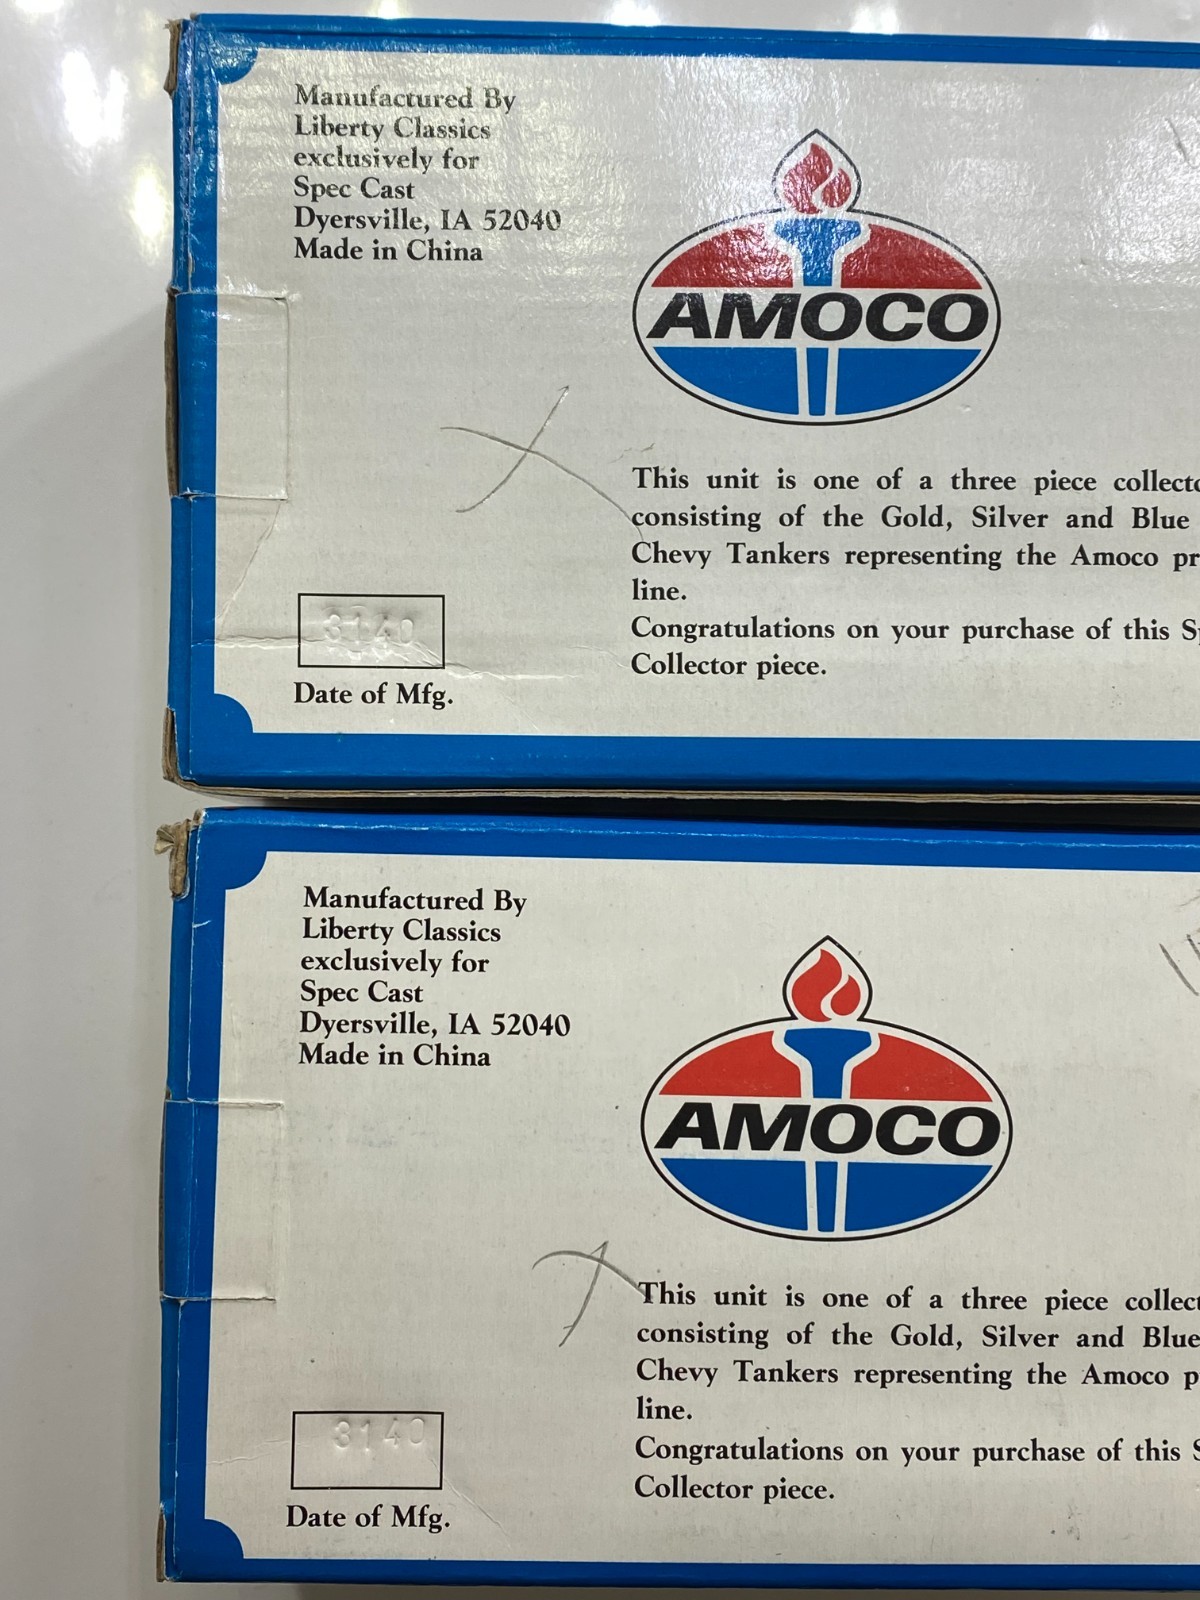 Manufactured By
Liberty Classics
exclusively for
Spec Cast
Dyersville, IA 52040
Made in China
AMOCO
This unit is one of a three piece
consisting of the Gold, Silver and Blue
Chevy Tankers representing the Amoco
line.
Congratulations on your purchase of this
Collector piece.
3140
Date of Mfg.
Manufactured By
Liberty Classics
exclusively for
Spec Cast
Dyersville, IA 52040
Made in China
AMOCO
This unit is one of a three piece
consisting of the Gold, Silver and Blue
Chevy Tankers representing the Amoco
line.
Congratulations on your purchase of this
Collector piece.
3140
Date of Mfg.